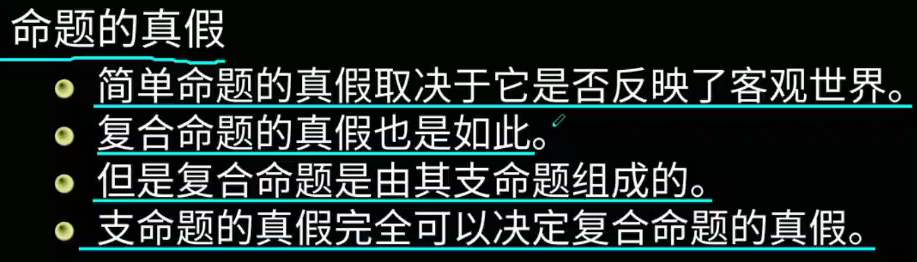 命题的真假
简单命题的真假取决于它是否反映了客观世界。
复合命题的真假也是如此。
但是复合命题是由其支命题组成的。
支命题的真假完全可以决定复合命题的真假。